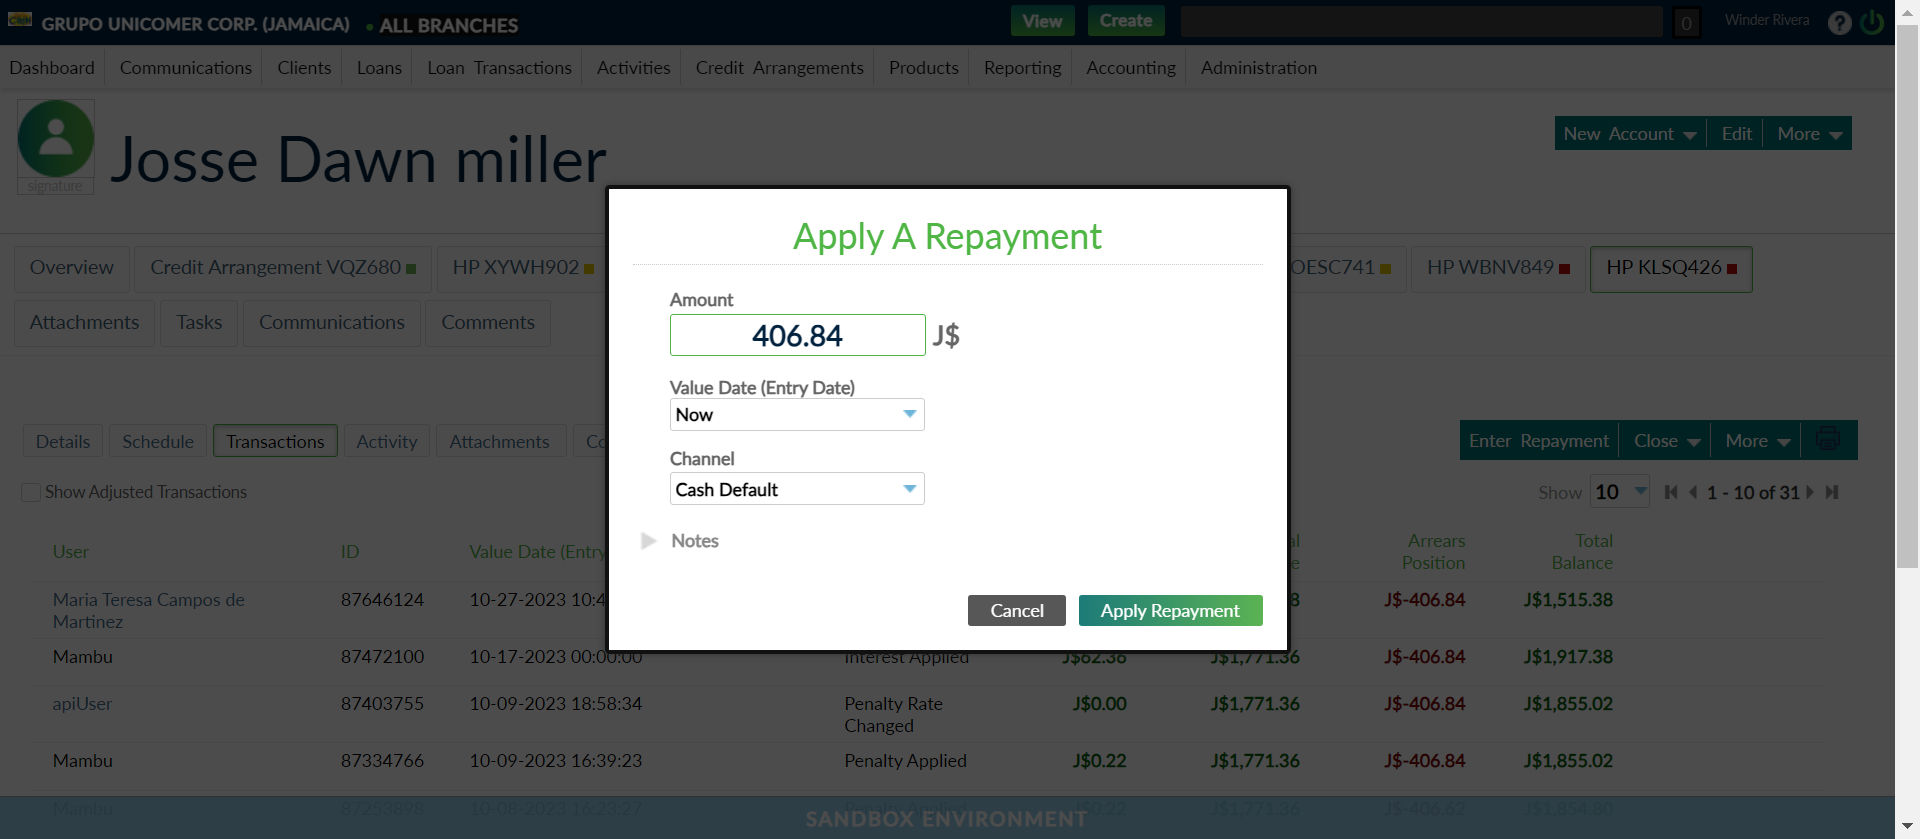 GRUPO UNICOMER CORP. (JAMAICA) ALL BRANCHES View Create 0 Winder Rivera ?
Dashboard Communications Clients Loans Loan Transactions Activities Credit Arrangements Products Reporting Accounting Administration
Josse Dawn miller
signature
New Account Edit More
Overview Credit Arrangement VQZ680 HP XYWH902 OESC741 HP WBNV849 HP KLSQ426
Attachments Tasks Communications Comments
Apply A Repayment
Amount
406.84 J$
Value Date (Entry Date)
Now
Channel
Cash Default
Notes
Cancel Apply Repayment
Details Schedule Transactions Activity Attachments Co
Enter Repayment Close More
Show Adjusted Transactions
Show 10 1 - 10 of 31
User ID Value Date (Entry al
e Arrears
Position Total
Balance
Maria Teresa Campos de
Martinez 87646124 10-27-2023 10:4 8 J$-406.84 J$1,515.38
Mambu 87472100 10-17-2023 00:00:00 Interest Applied J$62.36 J$1,771.36 J$-406.84 J$1,917.38
apiUser 87403755 10-09-2023 18:58:34 Penalty Rate
Changed J$0.00 J$1,771.36 J$-406.84 J$1,855.02
Mambu 87334766 10-09-2023 16:39:23 Penalty Applied J$0.22 J$1,771.36 J$-406.84 J$1,855.02
Mambu 87253898 10-08-2023 16:23:27 Penalty Applied J$0.22 J$1,771.36 J$-406.62 J$1,854.80
SANDBOX ENVIRONMENT